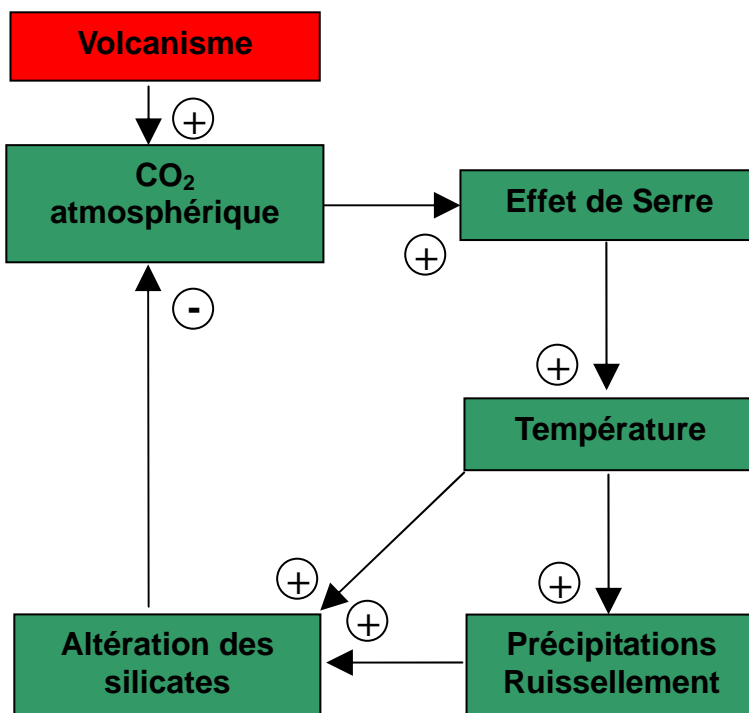 Volcanisme
+
CO₂
atmosphérique
Effet de Serre
+
-
+
Température
+
+
+
Altération des
silicates
Précipitations
Ruissellement